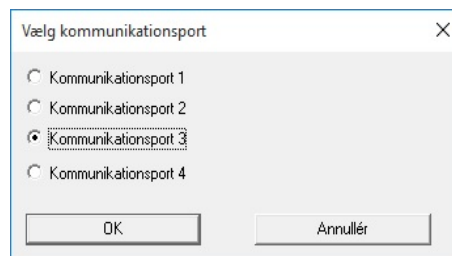 Vælg kommunikationsport
Kommunikationsport 1
Kommunikationsport 2
Kommunikationsport 3
Kommunikationsport 4
OK Annullér